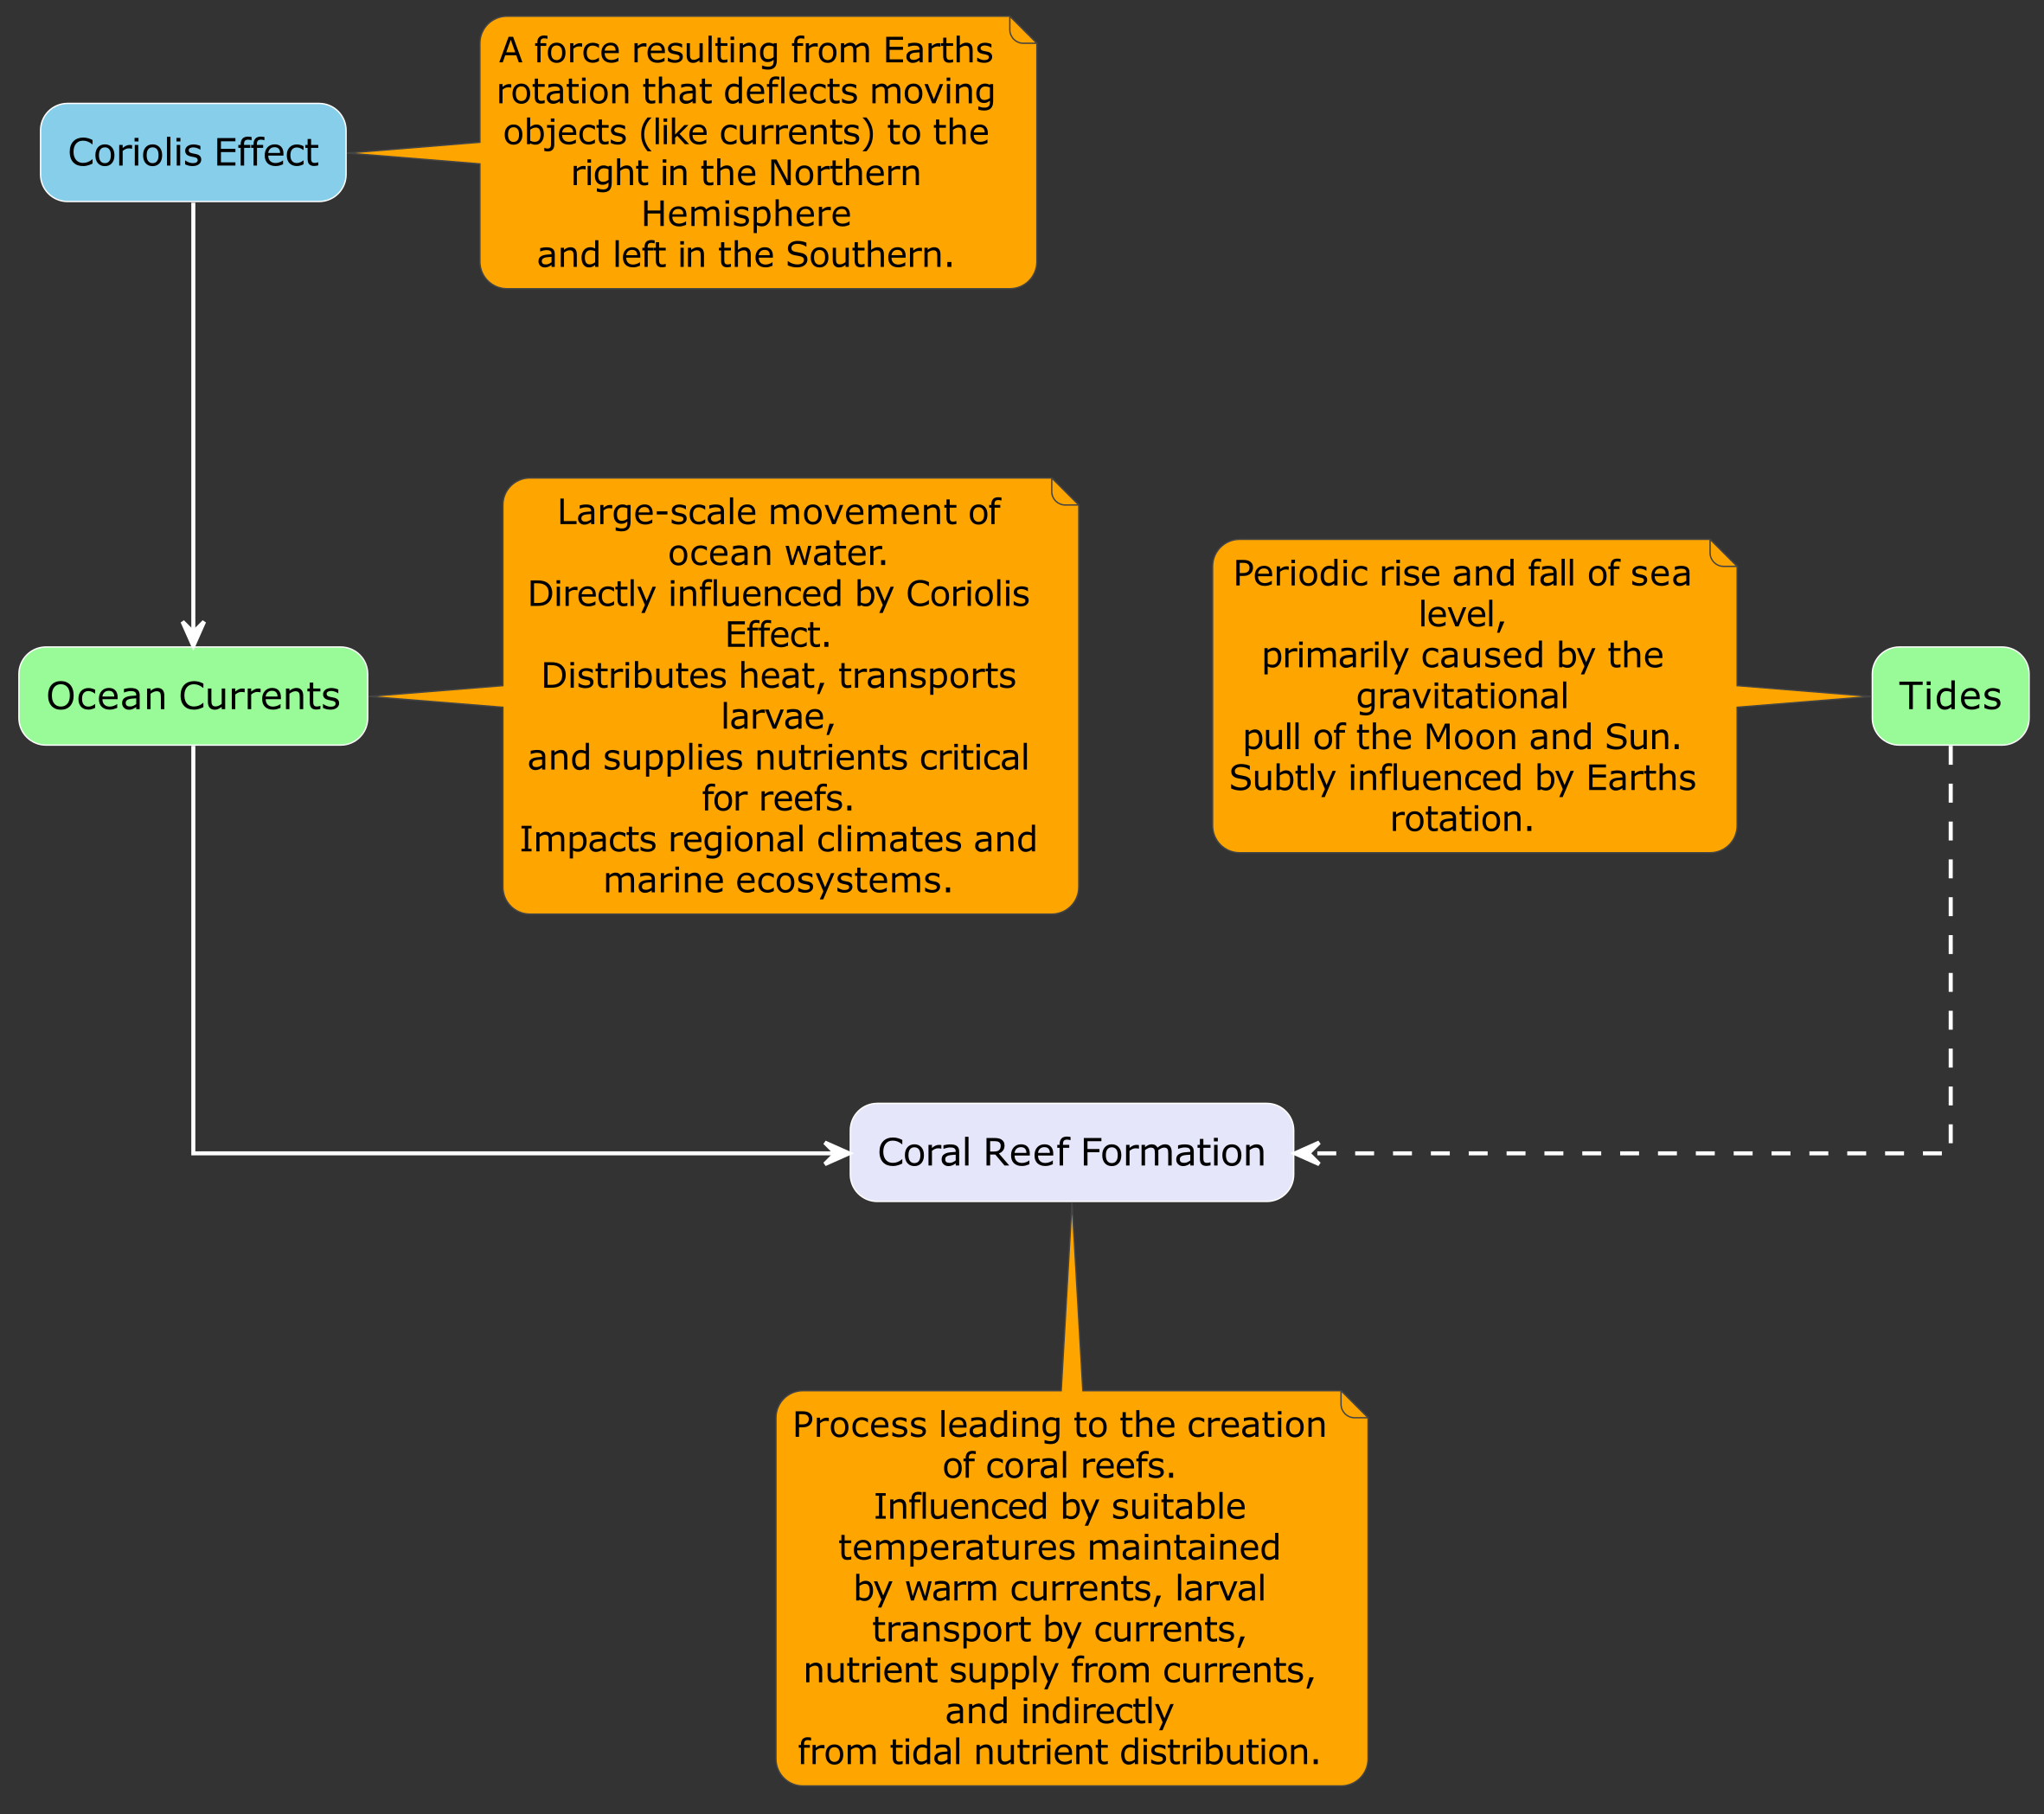 A force resulting from Earths
rotation that deflects moving
objects (like currents) to the
right in the Northern
Hemisphere
and left in the Southern.
Coriolis Effect
Large-scale movement of
ocean water.
Directly influenced by Coriolis
Effect.
Distributes heat, transports
larvae,
and supplies nutrients critical
for reefs.
Impacts regional climates and
marine ecosystems.
Periodic rise and fall of sea
level,
primarily caused by the
gravitational
pull of the Moon and Sun.
Subtly influenced by Earths
rotation.
Ocean Currents
Tides
Coral Reef Formation
Process leading to the creation
of coral reefs.
Influenced by suitable
temperatures maintained
by warm currents, larval
transport by currents,
nutrient supply from currents,
and indirectly
from tidal nutrient distribution.